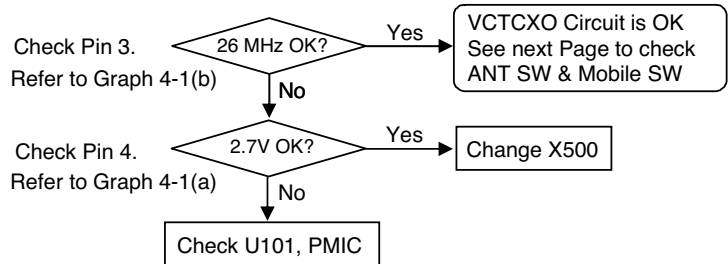 Check Pin 3.
Refer to Graph 4-1(b)
26 MHz OK?
Yes
VCTCXO Circuit is OK
See next Page to check
ANT SW & Mobile SW
No
Check Pin 4.
Refer to Graph 4-1(a)
2.7V OK?
Yes
Change X500
No
Check U101, PMIC